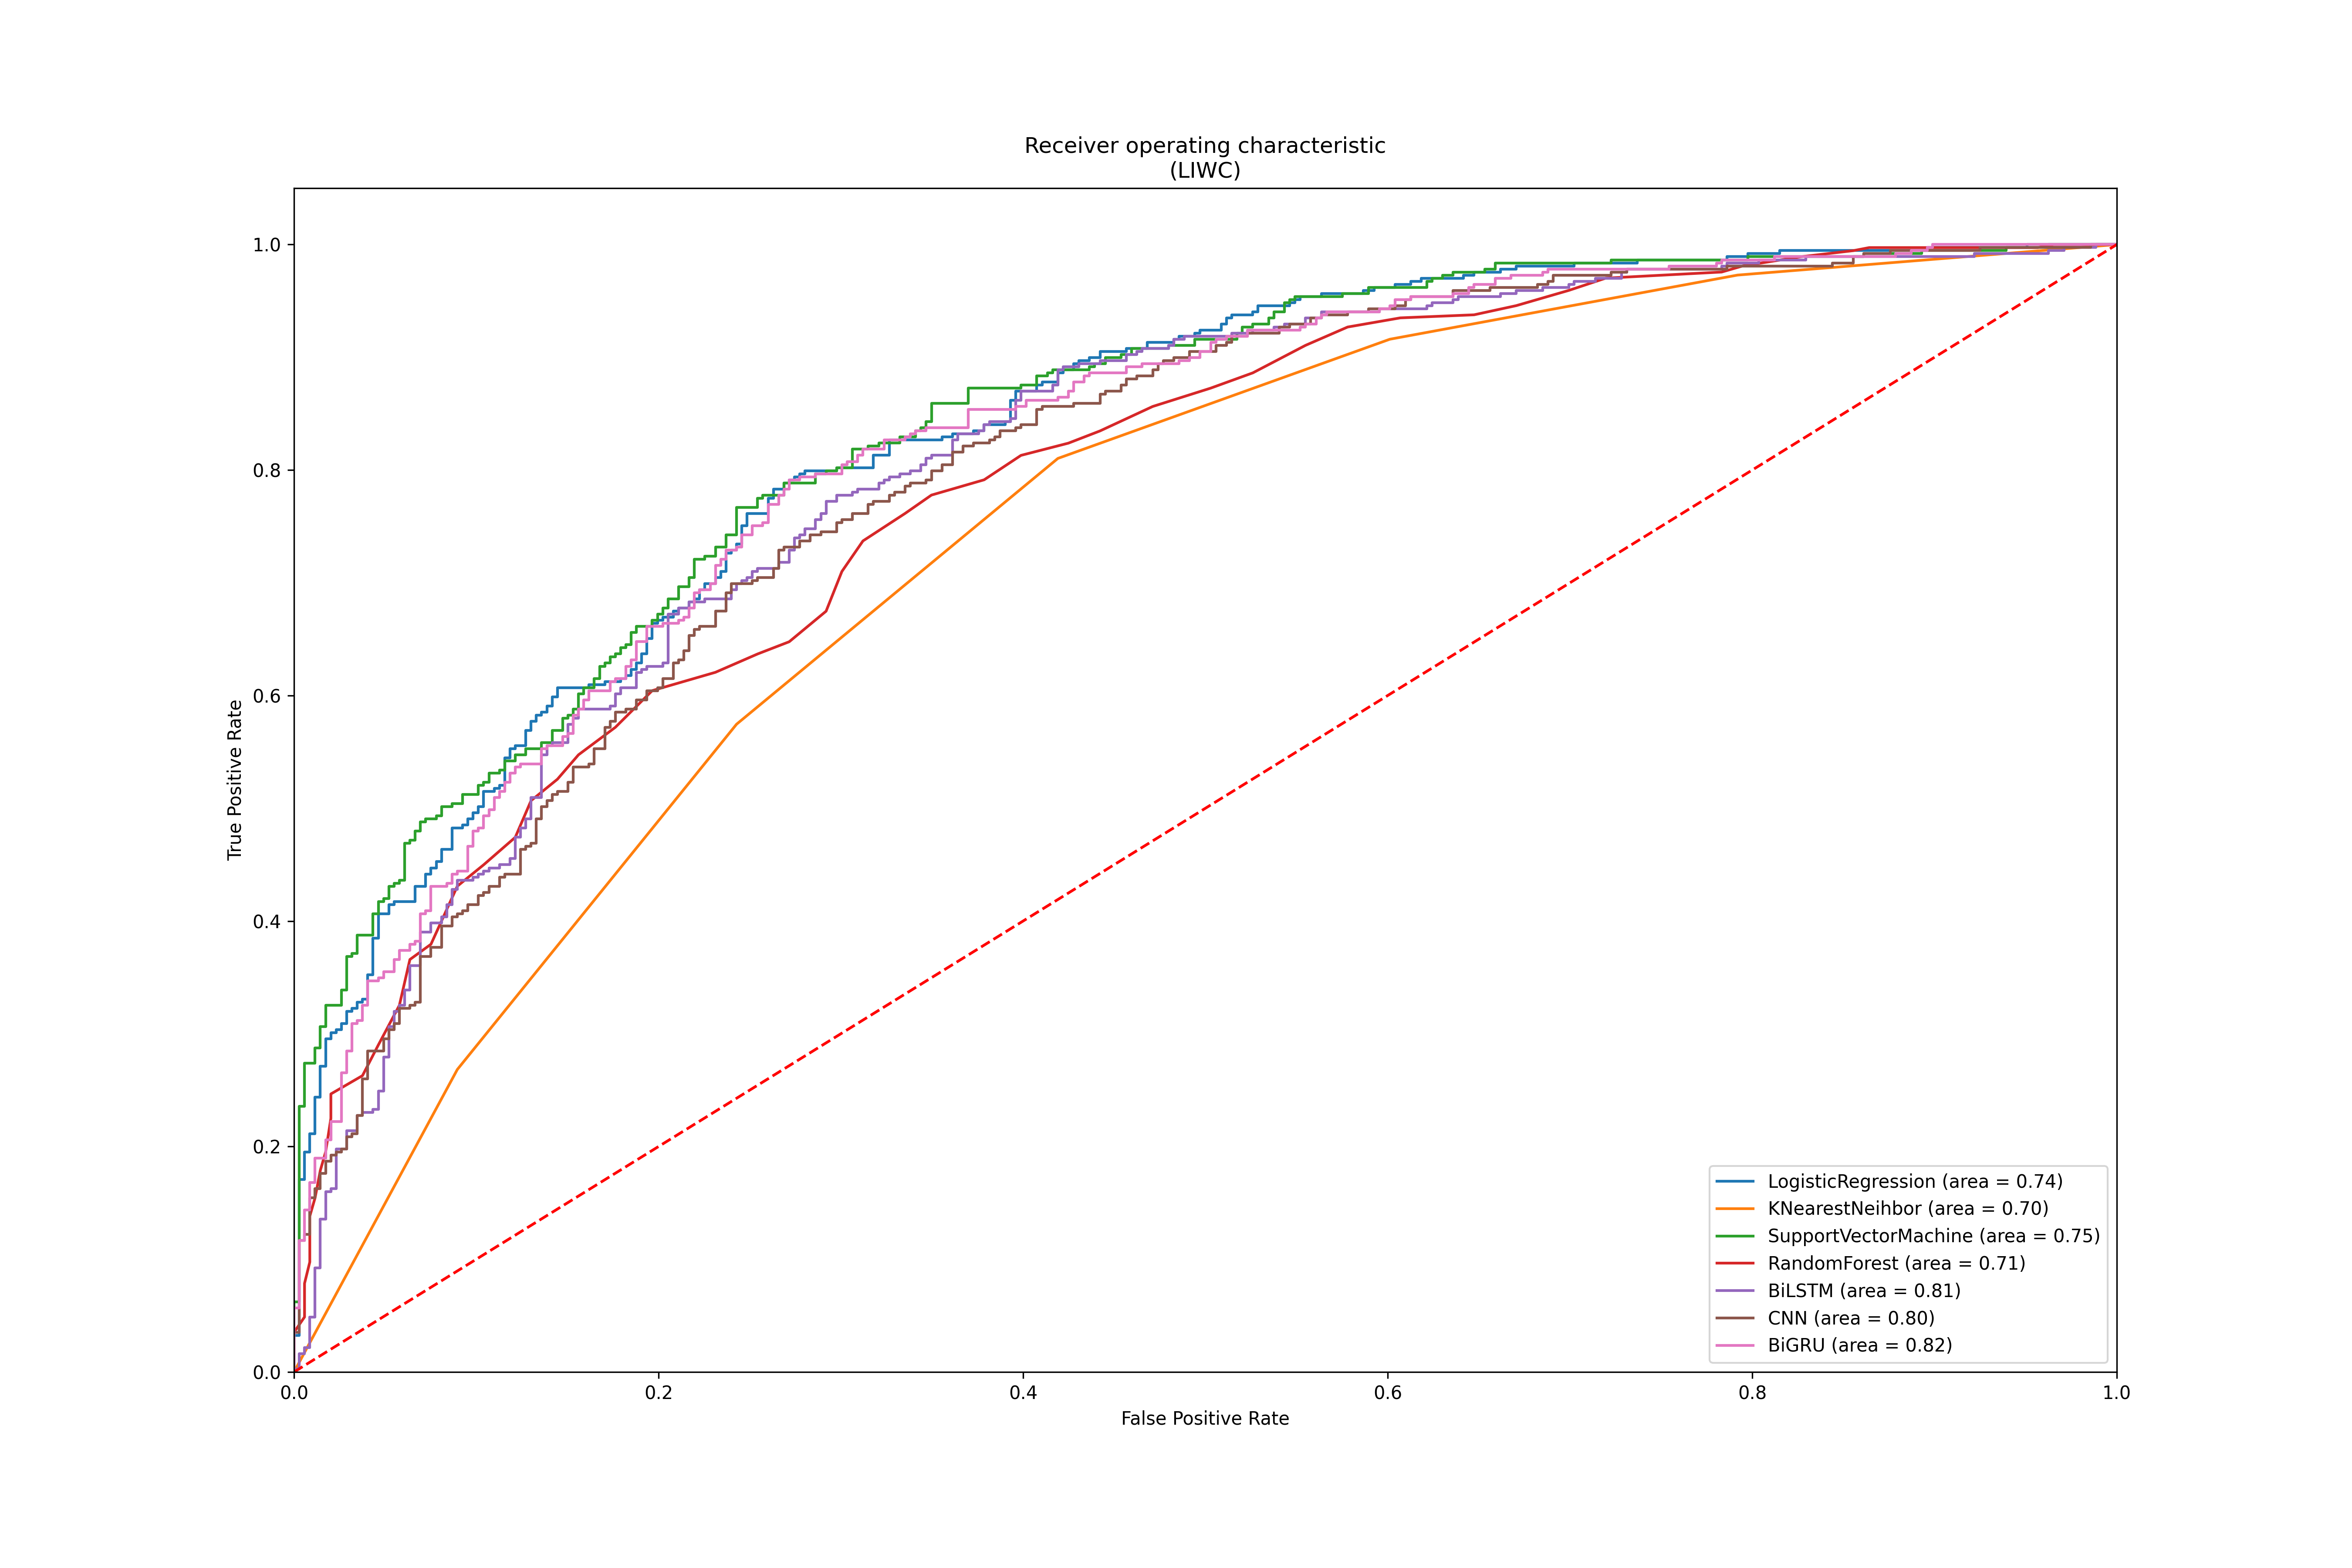 Receiver operating characteristic
(LIWC)
True Positive Rate
1.0
0.8
0.6
0.4
0.2
0.0
0.0 0.2 0.4 0.6 0.8 1.0
False Positive Rate
LogisticRegression (area = 0.74)
KNearestNeihbor (area = 0.70)
SupportVectorMachine (area = 0.75)
RandomForest (area = 0.71)
BiLSTM (area = 0.81)
CNN (area = 0.80)
BiGRU (area = 0.82)